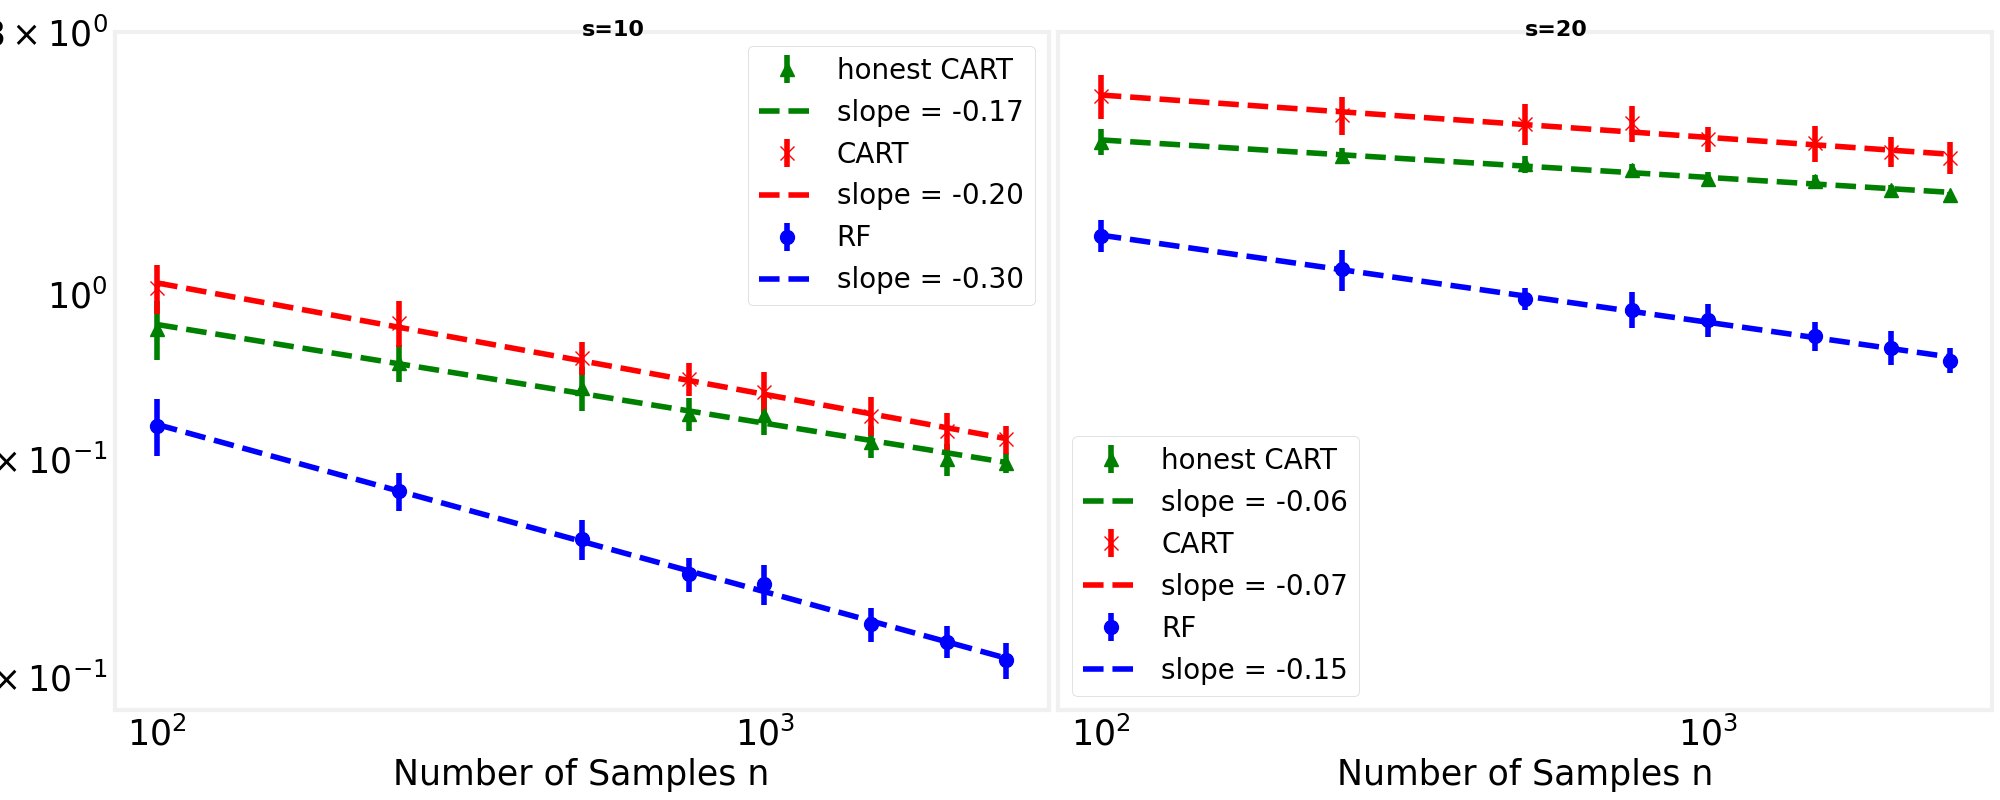 s=10
3 × 10⁰
10⁰
× 10⁻¹
× 10⁻¹
honest CART
slope = -0.17
CART
slope = -0.20
RF
slope = -0.30
10²
10³
Number of Samples n
s=20
honest CART
slope = -0.06
CART
slope = -0.07
RF
slope = -0.15
10²
10³
Number of Samples n